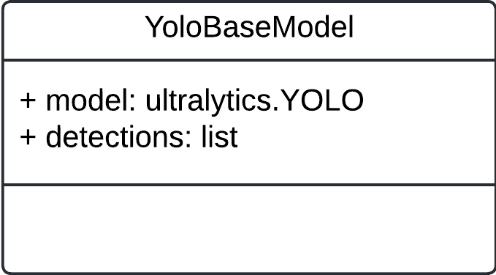 YoloBaseModel
+ model: ultralytics.YOLO
+ detections: list